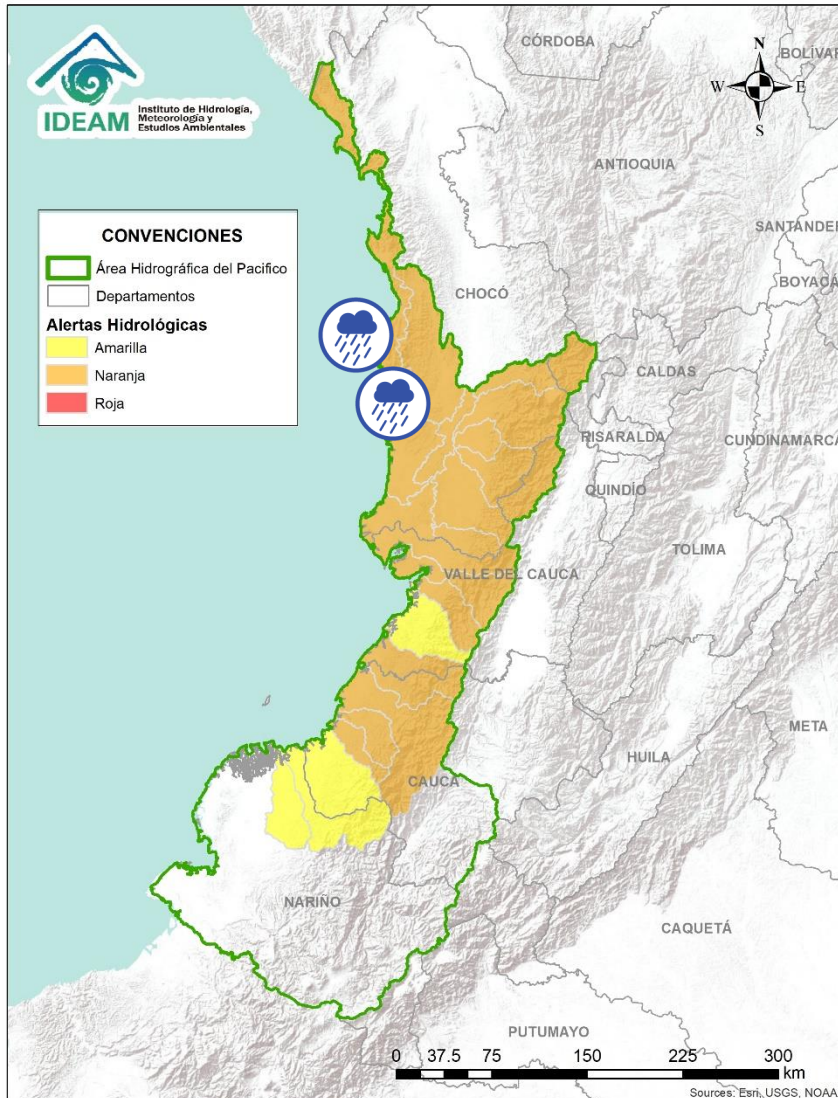 IDEAM
Instituto de Hidrología,
Meteorología y
Estudios Ambientales
CÓRDOBA
BOLÍVAR
N
W
E
S
ANTIOQUIA
SANTANDER
BOYACÁ
CONVENCIONES
Área Hidrográfica del Pacifico
Departamentos
Alertas Hidrológicas
Amarilla
Naranja
Roja
CHOCÓ
CALDAS
RISARALDA
CUNDINAMARCA
QUINDÍO
TOLIMA
VALLE DEL CAUCA
META
HUILA
CAUCA
NARIÑO
CAQUETÁ
PUTUMAYO
0 37.5 75 150 225 300
km
Sources: Esri, USGS, NOAA